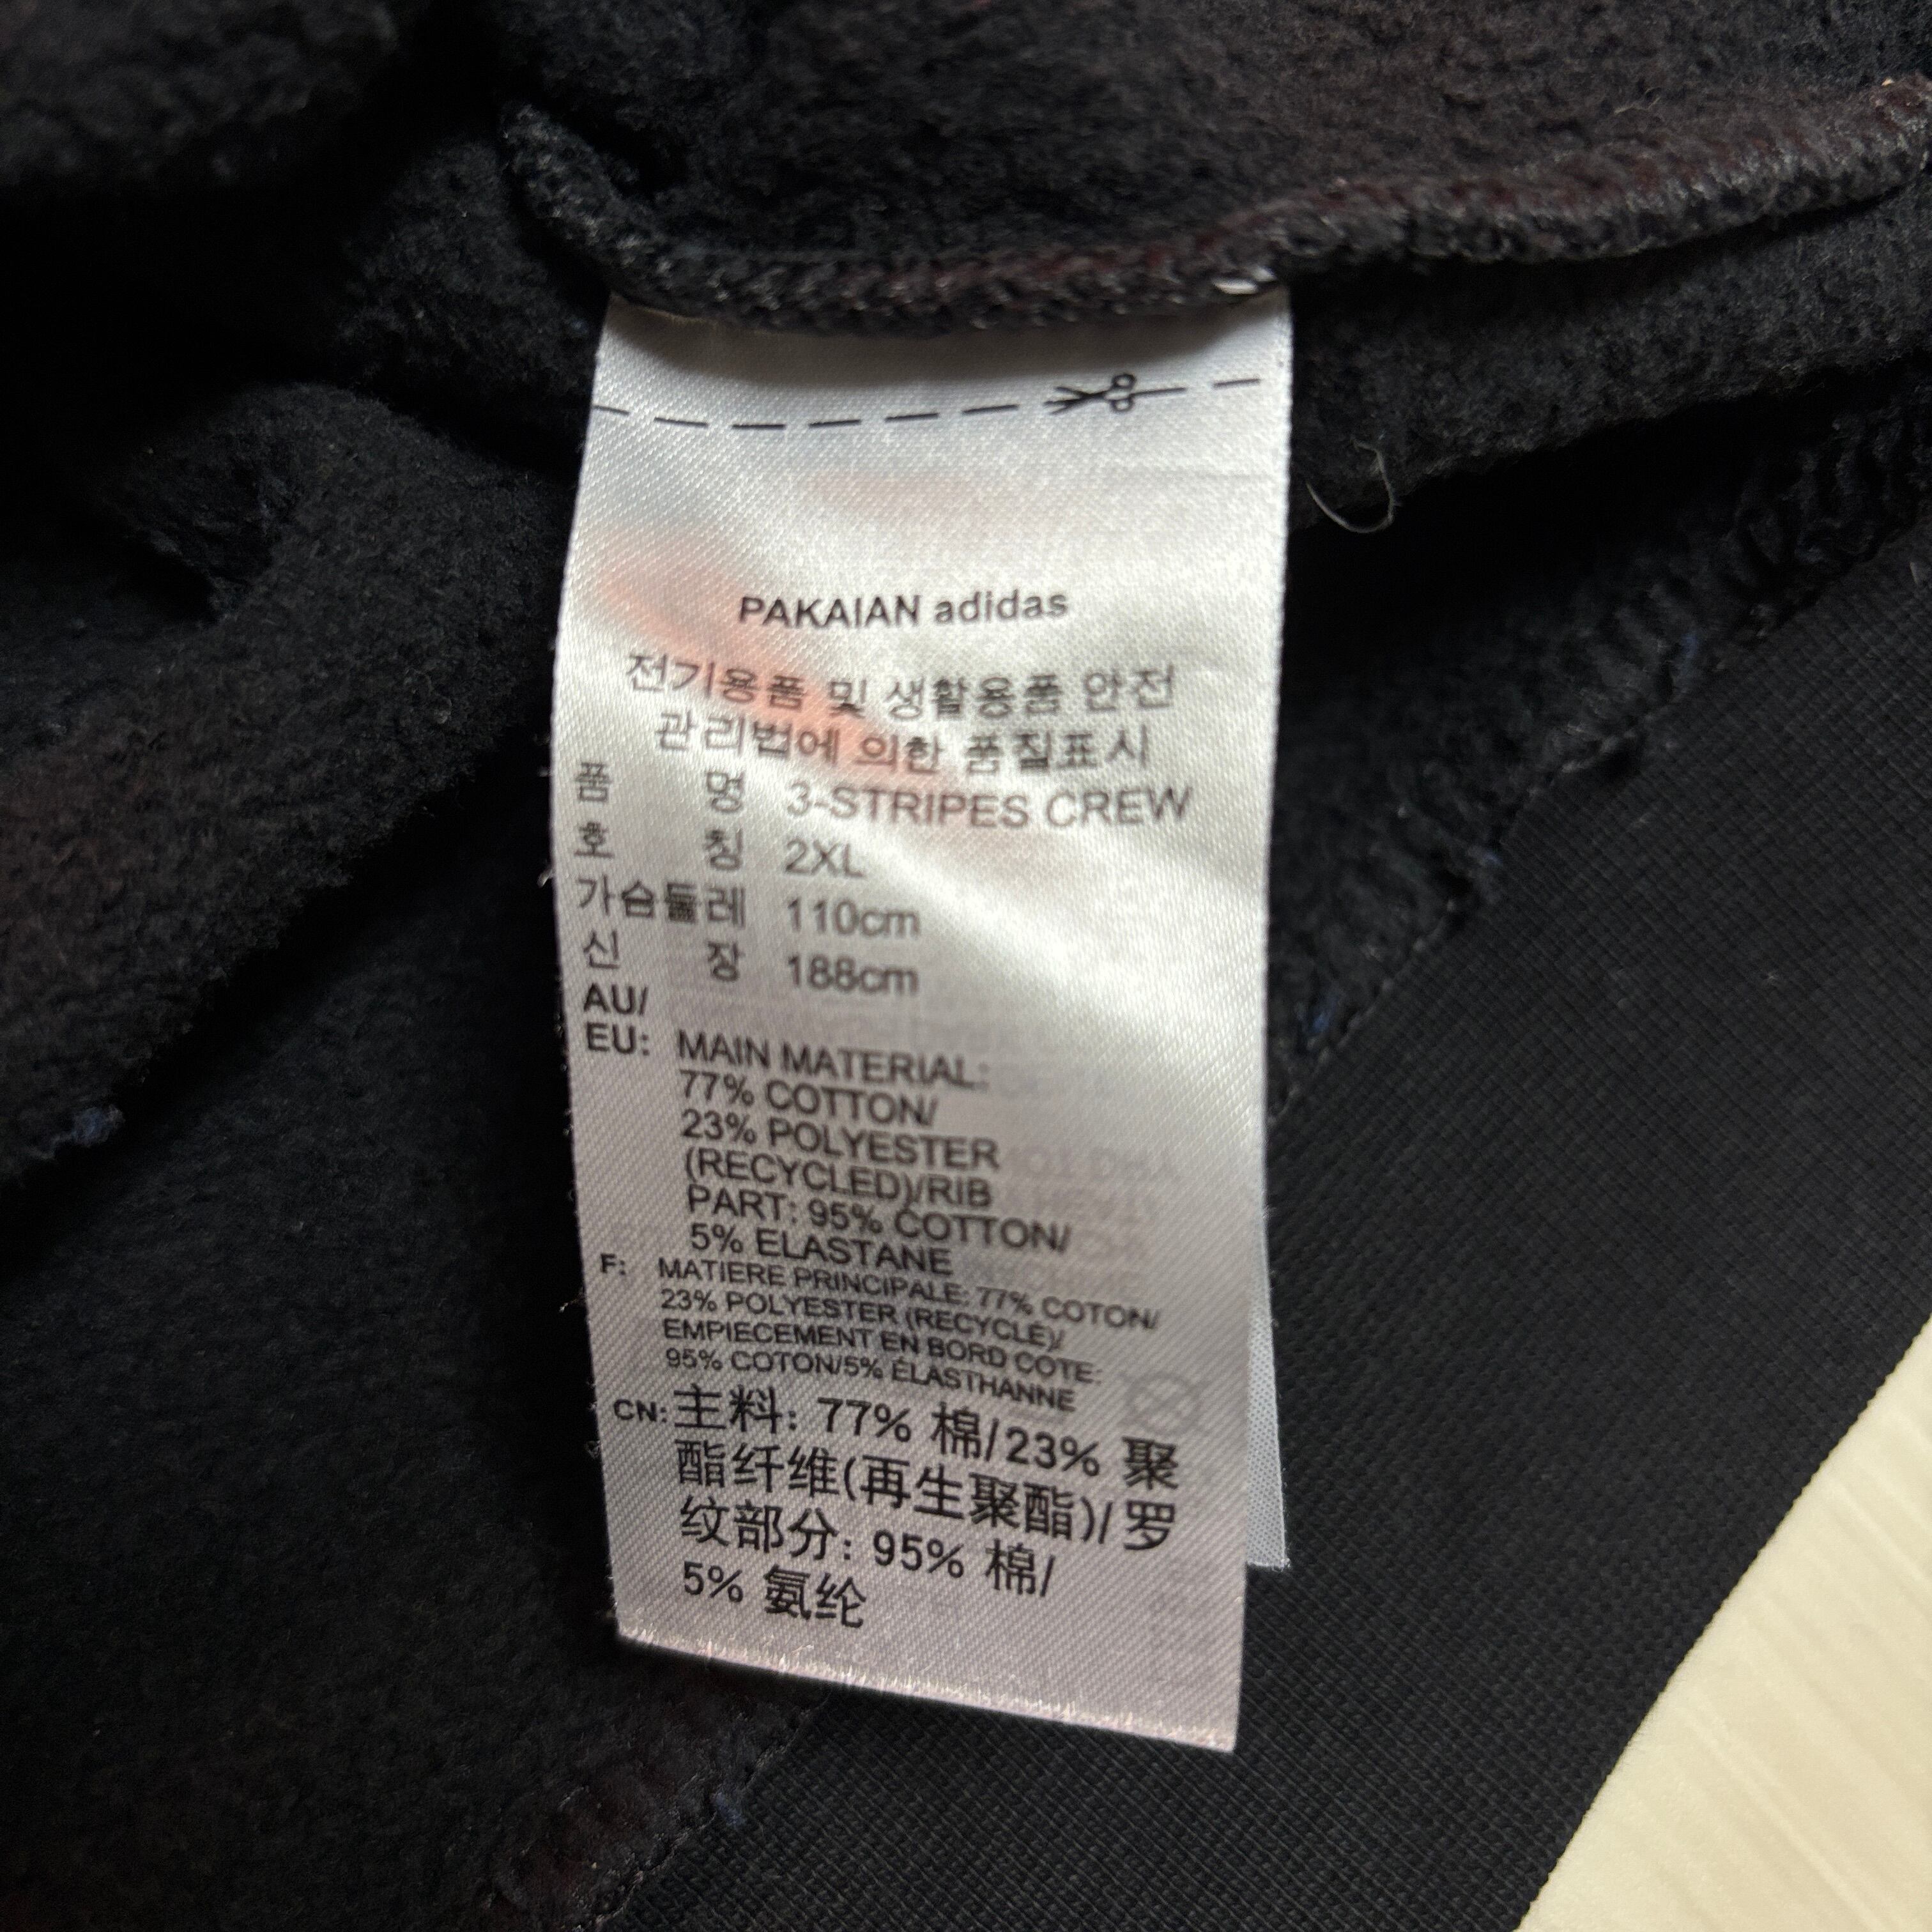 PAKAIAN adidas
전기용품 및 생활용품 안전
관리법에 의한 품질표시
품 명 3-STRIPES CREW
호 칭 2XL
가슴둘레 110cm
신 장 188cm
AU/
EU: MAIN MATERIAL:
77% COTTON/
23% POLYESTER
(RECYCLED)/RIB
PART: 95% COTTON/
5% ELASTANE
F: MATIERE PRINCIPALE: 77% COTON/
23% POLYESTER (RECYCLÉ)/
EMPIECEMENT EN BORD COTE:
95% COTON/5% ÉLASTHANNE
CN: 主料: 77% 棉/23% 聚
酯纤维(再生聚酯)/罗
纹部分: 95% 棉/
5% 氨纶